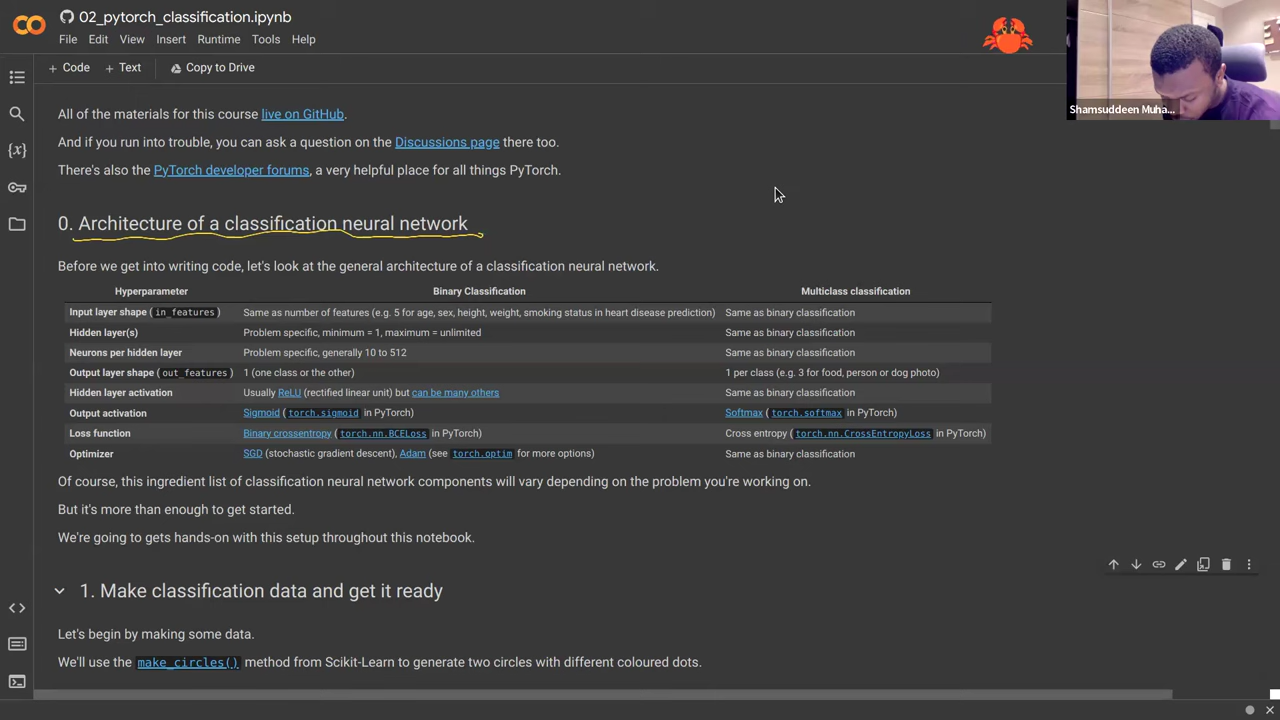 02_pytorch_classification.ipynb
File Edit View Insert Runtime Tools Help
+ Code + Text Copy to Drive
Shamsuddeen Muha...
All of the materials for this course live on GitHub.
And if you run into trouble, you can ask a question on the Discussions page there too.
There's also the PyTorch developer forums, a very helpful place for all things PyTorch.
0. Architecture of a classification neural network
Before we get into writing code, let's look at the general architecture of a classification neural network.
Hyperparameter Binary Classification Multiclass classification
Input layer shape (in_features) Same as number of features (e.g. 5 for age, sex, height, weight, smoking status in heart disease prediction) Same as binary classification
Hidden layer(s) Problem specific, minimum = 1, maximum = unlimited Same as binary classification
Neurons per hidden layer Problem specific, generally 10 to 512 Same as binary classification
Output layer shape (out_features) 1 (one class or the other) 1 per class (e.g. 3 for food, person or dog photo)
Hidden layer activation Usually ReLU (rectified linear unit) but can be many others Same as binary classification
Output activation Sigmoid (torch.sigmoid in PyTorch) Softmax (torch.softmax in PyTorch)
Loss function Binary crossentropy (torch.nn.BCELoss in PyTorch) Cross entropy (torch.nn.CrossEntropyLoss in PyTorch)
Optimizer SGD (stochastic gradient descent), Adam (see torch.optim for more options) Same as binary classification
Of course, this ingredient list of classification neural network components will vary depending on the problem you're working on.
But it's more than enough to get started.
We're going to gets hands-on with this setup throughout this notebook.
1. Make classification data and get it ready
Let's begin by making some data.
We'll use the make_circles() method from Scikit-Learn to generate two circles with different coloured dots.